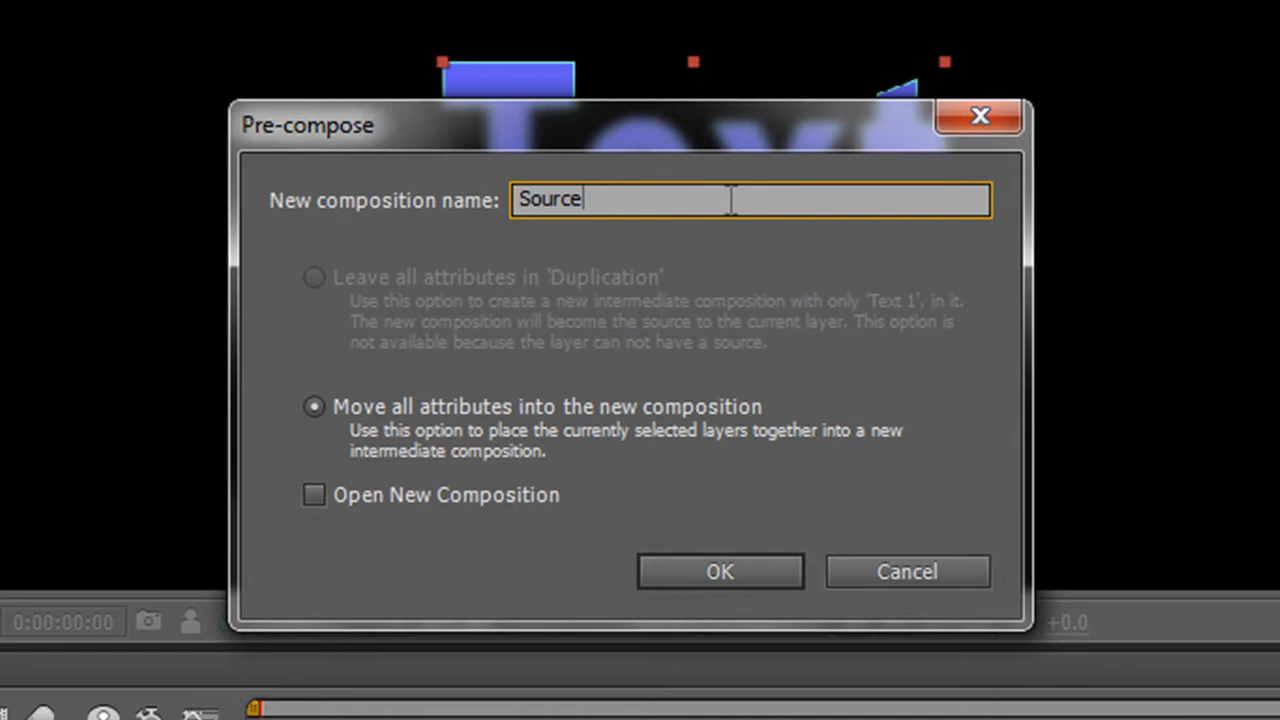 Text
Pre-compose
New composition name: Source
Leave all attributes in 'Duplication'
Use this option to create a new intermediate composition with only 'Text 1', in it.
The new composition will become the source to the current layer. This option is
not available because the layer can not have a source.
Move all attributes into the new composition
Use this option to place the currently selected layers together into a new
intermediate composition.
Open New Composition
OK Cancel
0:00:00:00 +0.0